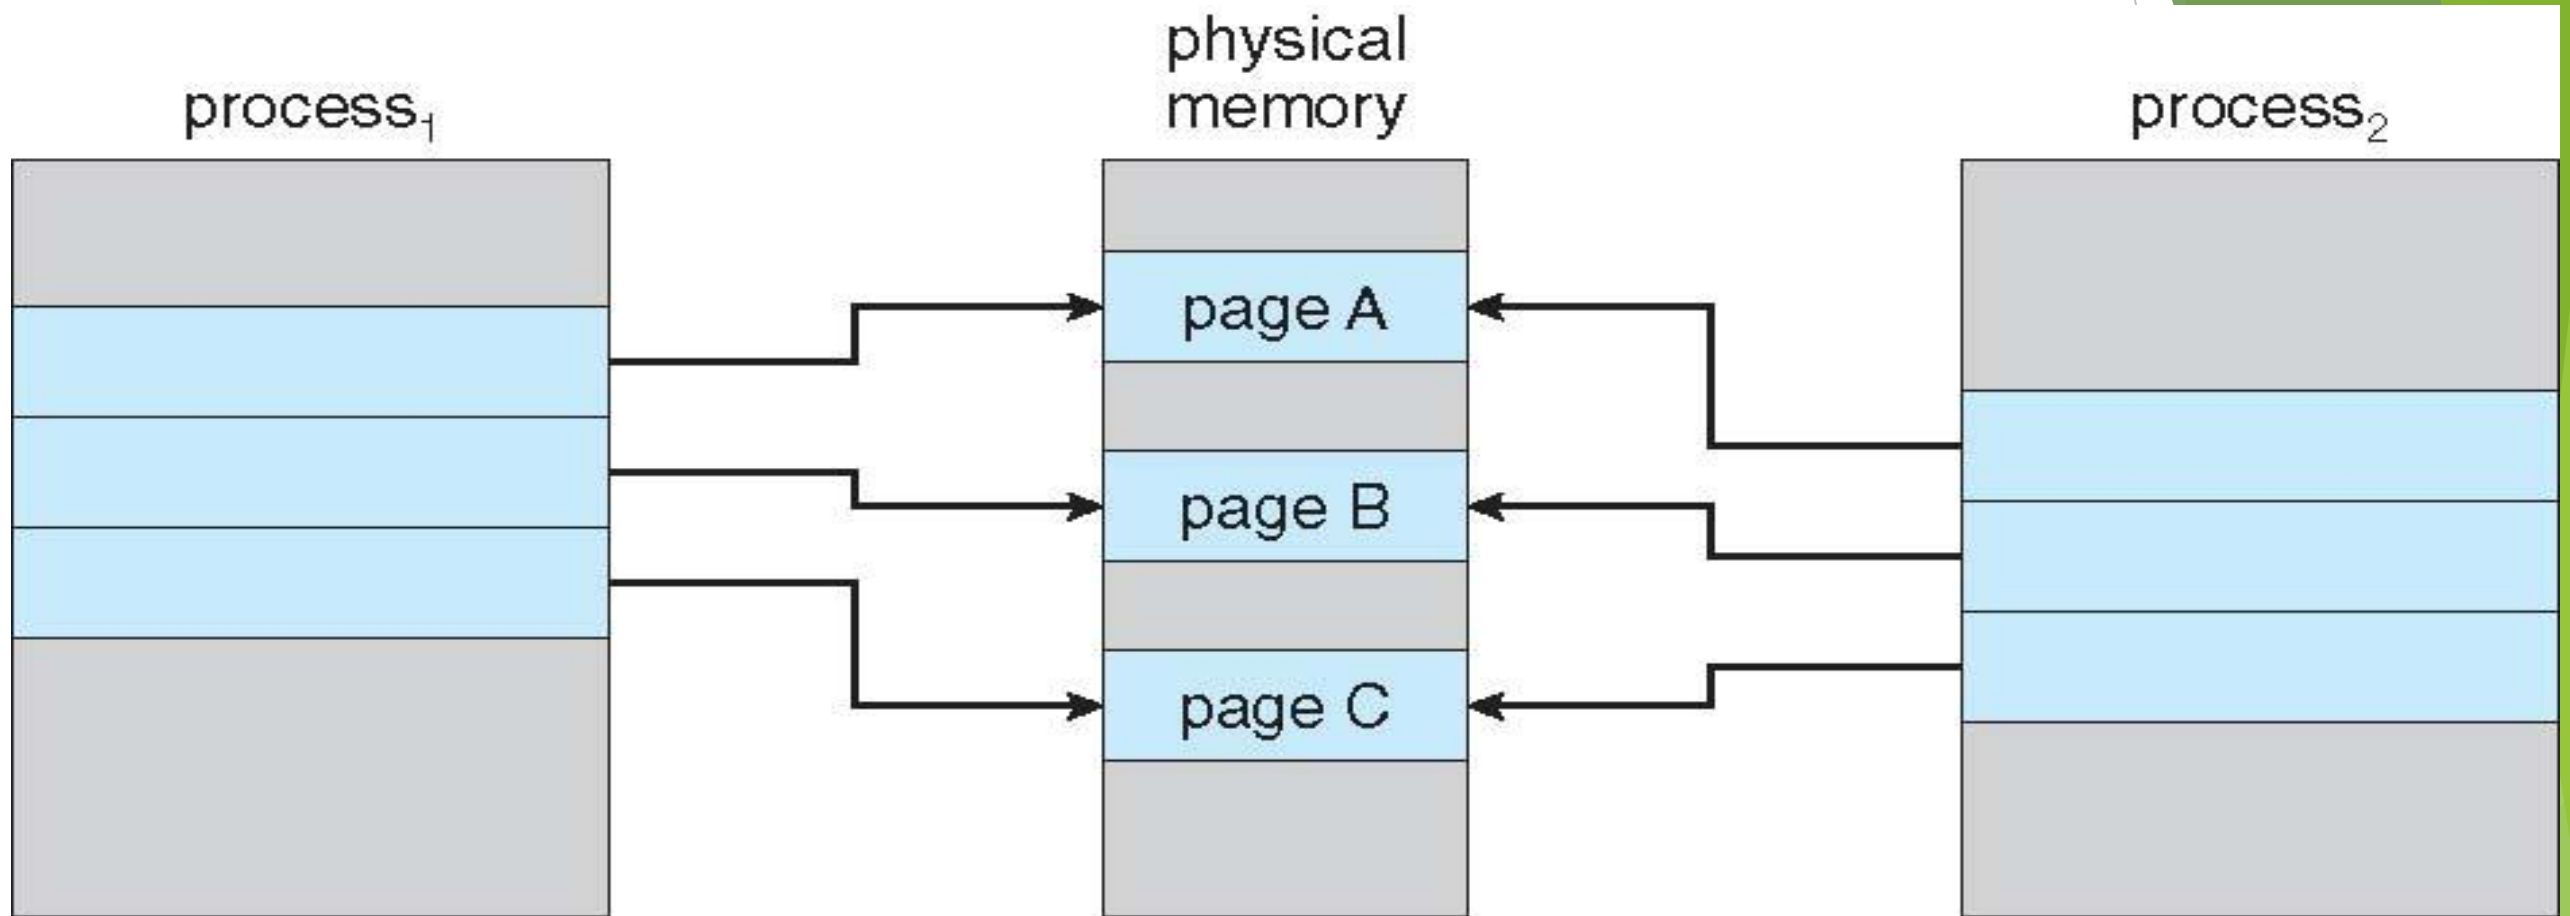 process₁
physical
memory
process₂
page A
page B
page C